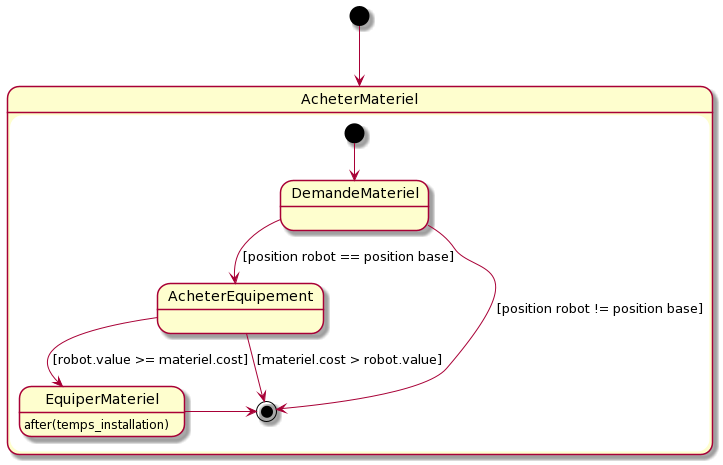 AcheterMateriel
DemandeMateriel
[position robot == position base]
AcheterEquipement
[position robot != position base]
[robot.value >= materiel.cost]
[materiel.cost > robot.value]
EquiperMateriel
after(temps_installation)